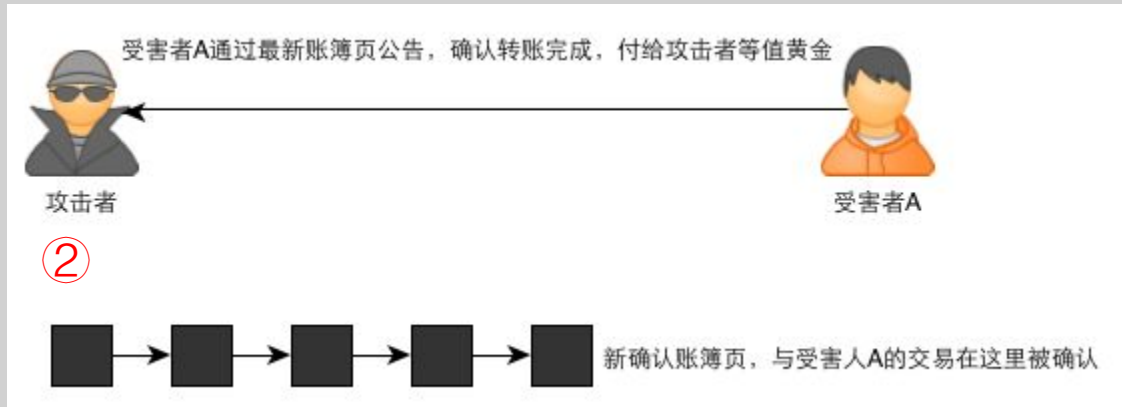 受害者A通过最新账簿页公告，确认转账完成，付给攻击者等值黄金
攻击者
受害者A
②
新确认账簿页，与受害人A的交易在这里被确认